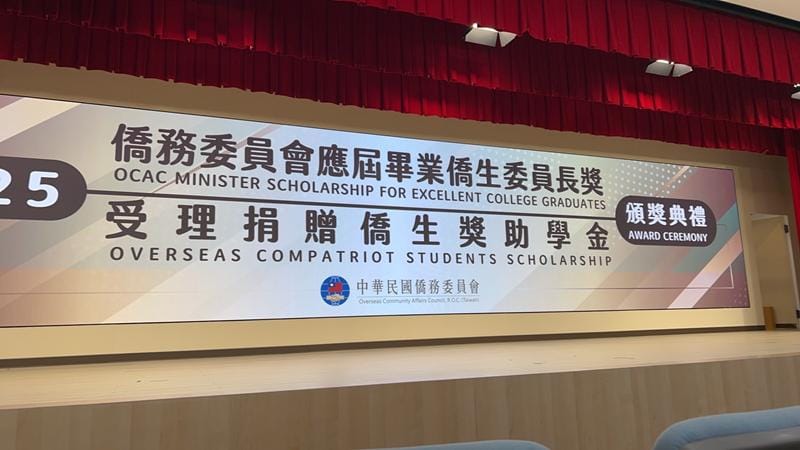 25
僑務委員會應屆畢業僑生委員長獎
OCAC MINISTER SCHOLARSHIP FOR EXCELLENT COLLEGE GRADUATES
受理捐贈僑生獎助學金
OVERSEAS COMPATRIOT STUDENTS SCHOLARSHIP
頒獎典禮
AWARD CEREMONY
中華民國僑務委員會
Overseas Community Affairs Council, R.O.C. (Taiwan)